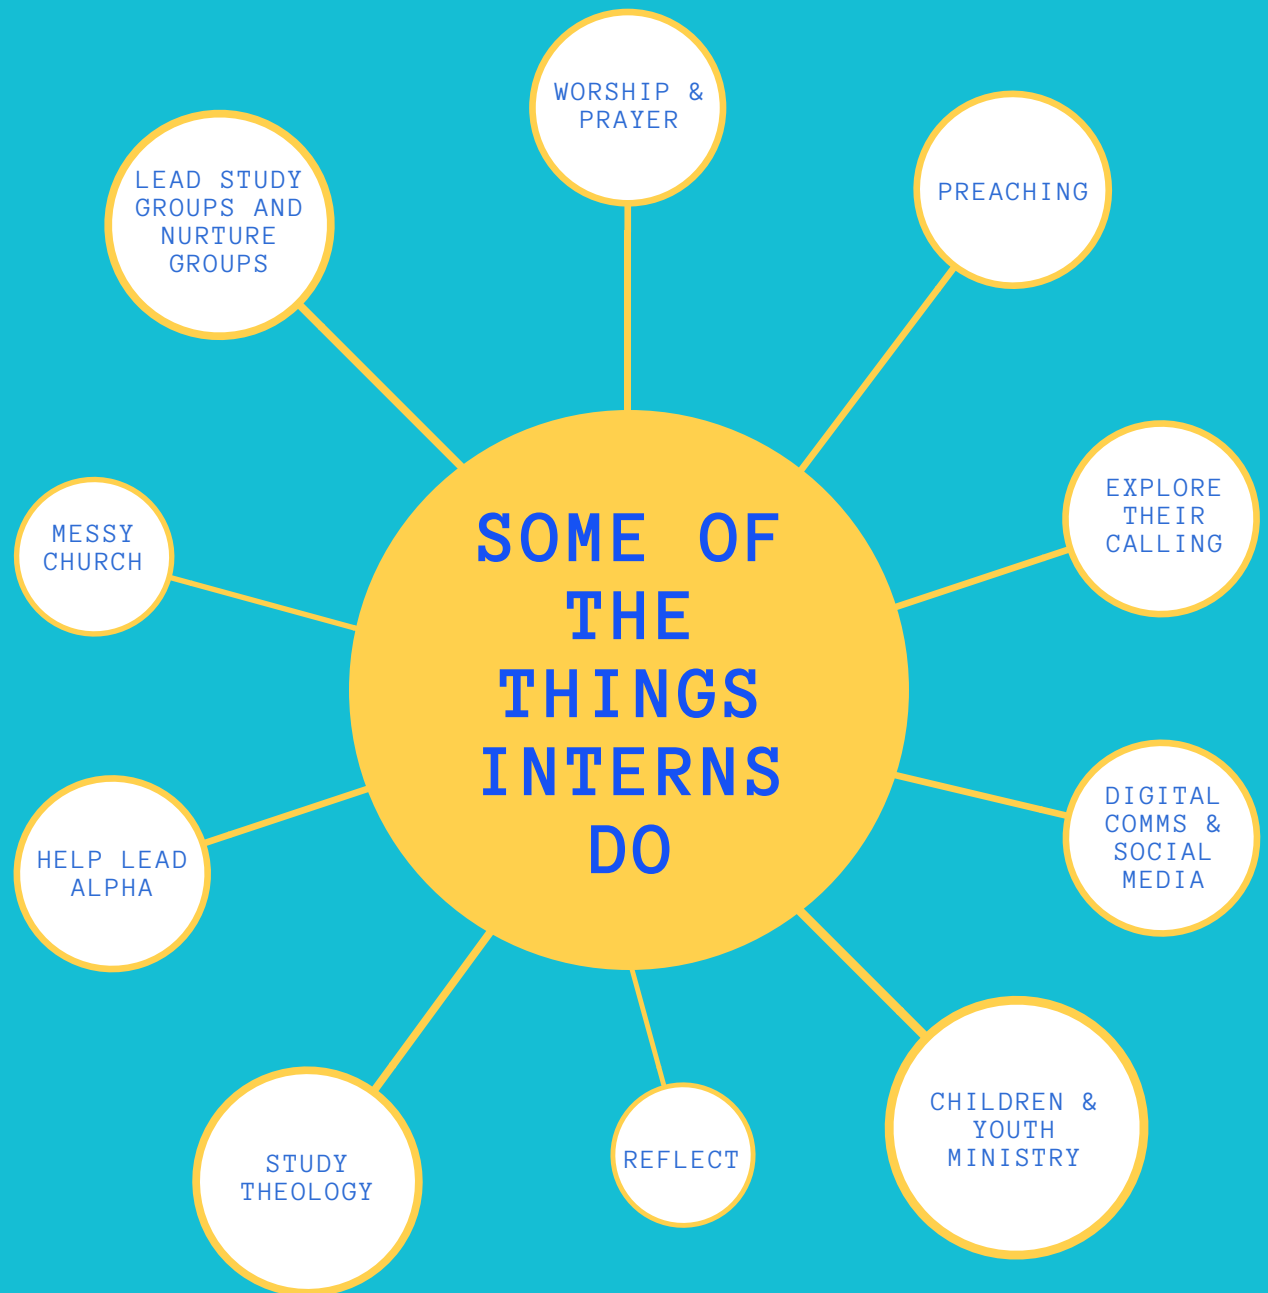 WORSHIP &
PRAYER
PREACHING
LEAD STUDY
GROUPS AND
NURTURE
GROUPS
EXPLORE
THEIR
CALLING
MESSY
CHURCH
SOME OF
THE
THINGS
INTERNS
DO
DIGITAL
COMMS &
SOCIAL
MEDIA
HELP LEAD
ALPHA
CHILDREN &
YOUTH
MINISTRY
REFLECT
STUDY
THEOLOGY